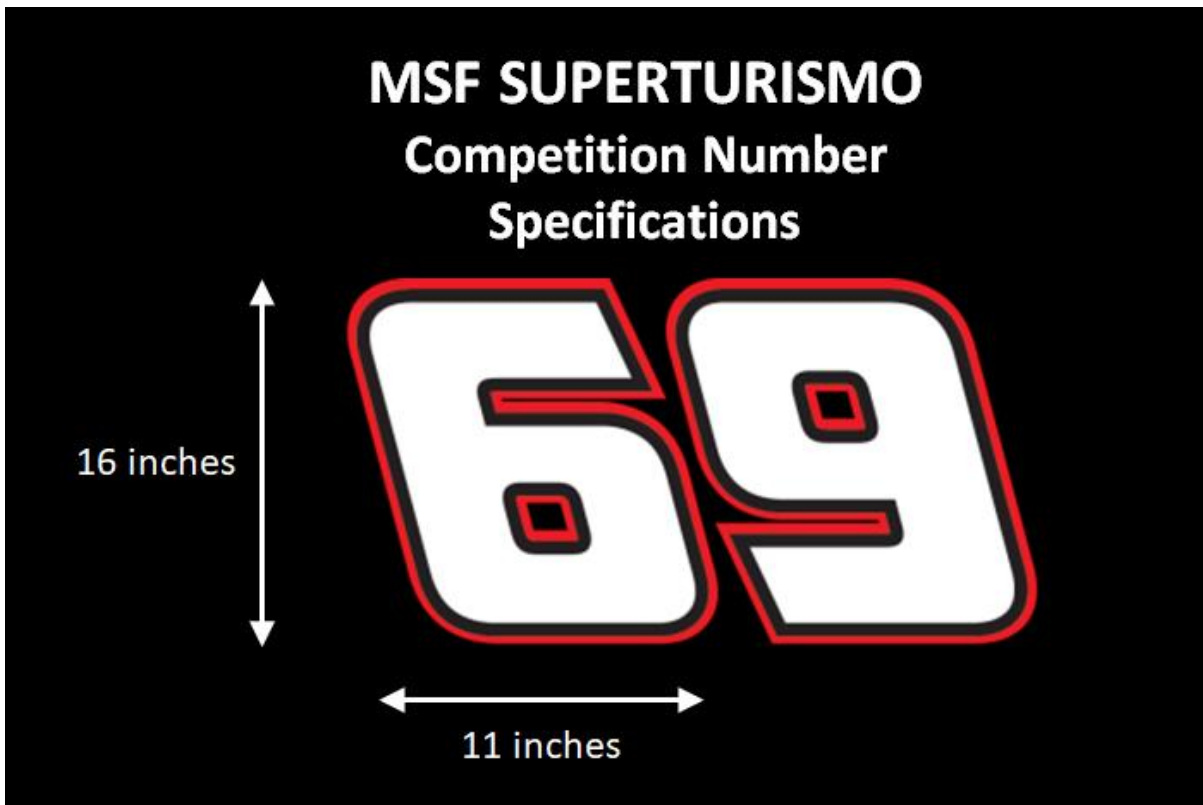 MSF SUPERTURISMO
Competition Number
Specifications
69
16 inches
11 inches